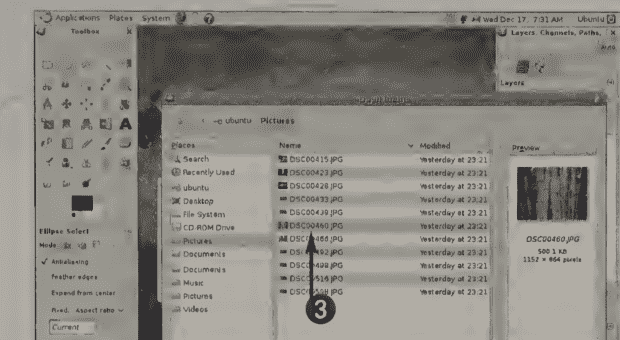 Applications Places System
wed Dec 17, 7:31 AM Ubuntu
Toolbox
Layers, Channels, Paths,
Auto
Layers
ubuntu Pictures
Places
Search
Recently Used
ubuntu
Desktop
File System
CD-ROM Drive
Pictures
Documents
Documents
Music
Pictures
Videos
Name Modified
DSC00415.JPG Yesterday at 23:21
DSC00423.JPG Yesterday at 23:21
DSC00428.JPG Yesterday at 23:21
DSC00433.JPG Yesterday at 23:21
DSC00439.JPG Yesterday at 23:21
DSC00460.JPG Yesterday at 23:21
Yesterday at 23:21
Yesterday at 23:21
Yesterday at 23:21
Yesterday at 23:21
Yesterday at 23:21
3
Preview
DSC00460.JPG
500.1 KB
1152 × 864 pixels
Ellipse Select
Mode
Antialiasing
Feather edges
Expand from center
Fixed: Aspect ratio
Current